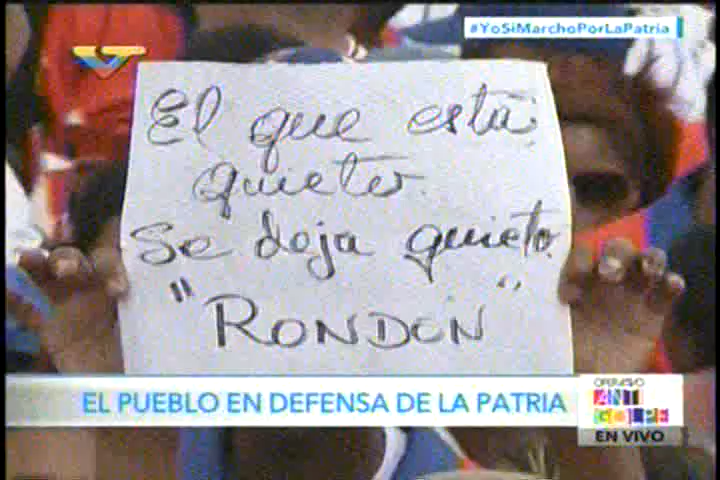 #YoSiMarchoPorLaPatria
El que está
quieto.
Se deja quieto.
"RONDON"
EL PUEBLO EN DEFENSA DE LA PATRIA
OPERATIVO
ANTI
GOLPE
EN VIVO